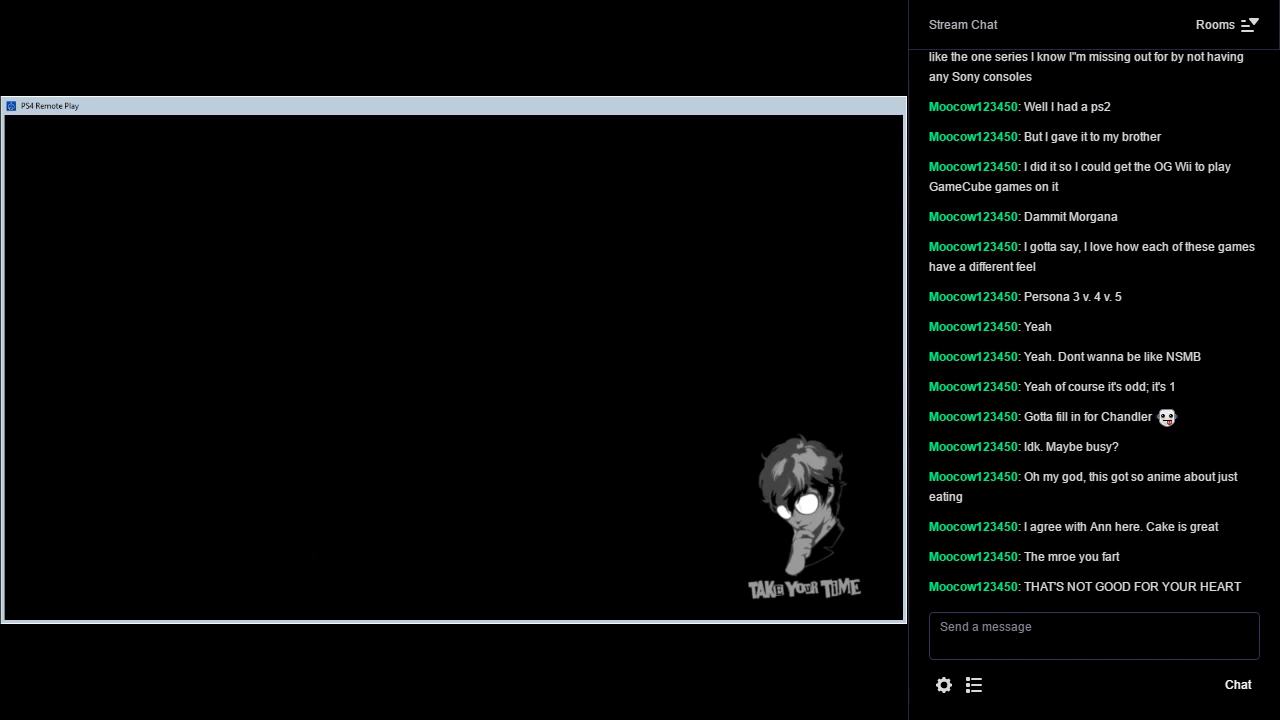 Stream Chat
Rooms
PS4 Remote Play
TAKE YOUR TIME
like the one series I know I"m missing out for by not having
any Sony consoles
Moocow123450: Well I had a ps2
Moocow123450: But I gave it to my brother
Moocow123450: I did it so I could get the OG Wii to play
GameCube games on it
Moocow123450: Dammit Morgana
Moocow123450: I gotta say, I love how each of these games
have a different feel
Moocow123450: Persona 3 v. 4 v. 5
Moocow123450: Yeah
Moocow123450: Yeah. Dont wanna be like NSMB
Moocow123450: Yeah of course it's odd; it's 1
Moocow123450: Gotta fill in for Chandler
Moocow123450: Idk. Maybe busy?
Moocow123450: Oh my god, this got so anime about just
eating
Moocow123450: I agree with Ann here. Cake is great
Moocow123450: The mroe you fart
Moocow123450: THAT'S NOT GOOD FOR YOUR HEART
Send a message
Chat